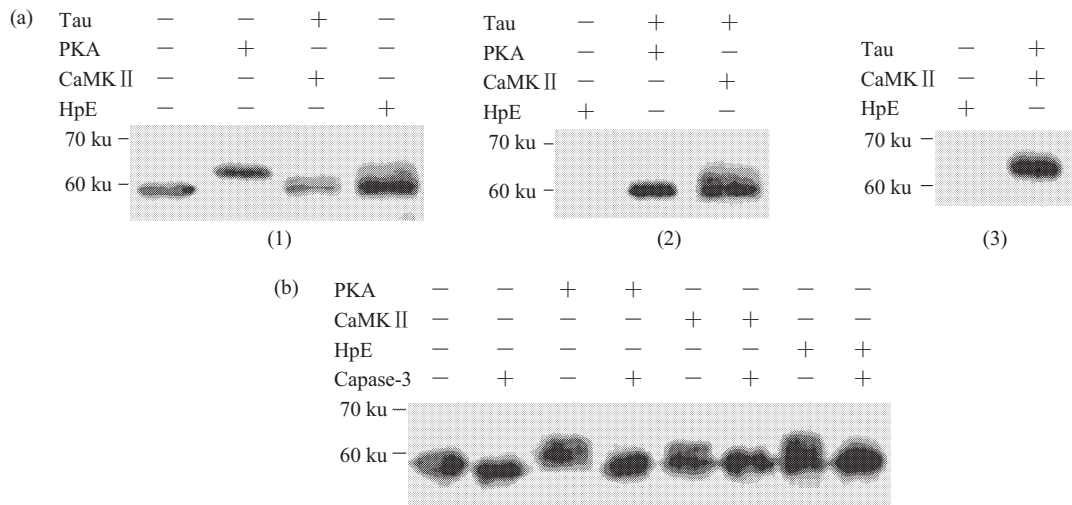 (a)
Tau − − + −
PKA − + − −
CaMK Ⅱ − − + −
HpE − − − +
70 ku
60 ku
(1)
Tau − + +
PKA − + −
CaMK Ⅱ − − +
HpE + − −
70 ku
60 ku
(2)
Tau − +
CaMK Ⅱ − +
HpE + −
70 ku
60 ku
(3)
(b)
PKA − − + + − − − −
CaMK Ⅱ − − − − + + − −
HpE − − − − − − + +
Capase-3 − + − + − + − +
70 ku
60 ku